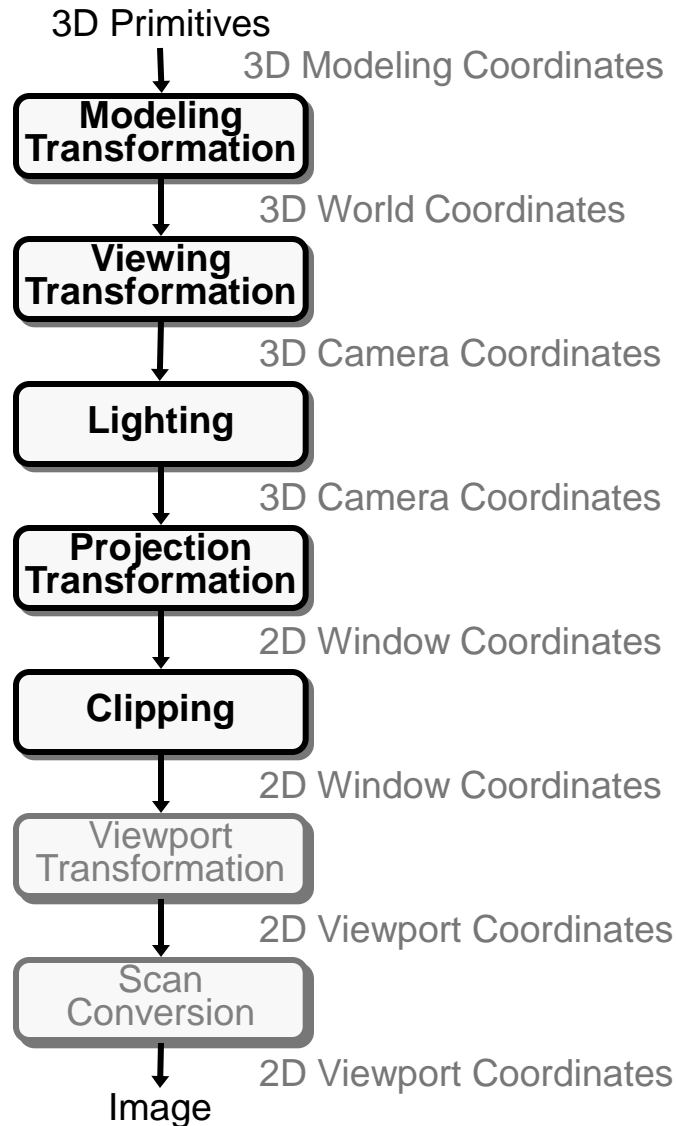 3D Primitives
3D Modeling Coordinates
Modeling
Transformation
3D World Coordinates
Viewing
Transformation
3D Camera Coordinates
Lighting
3D Camera Coordinates
Projection
Transformation
2D Window Coordinates
Clipping
2D Window Coordinates
Viewport
Transformation
2D Viewport Coordinates
Scan
Conversion
2D Viewport Coordinates
Image